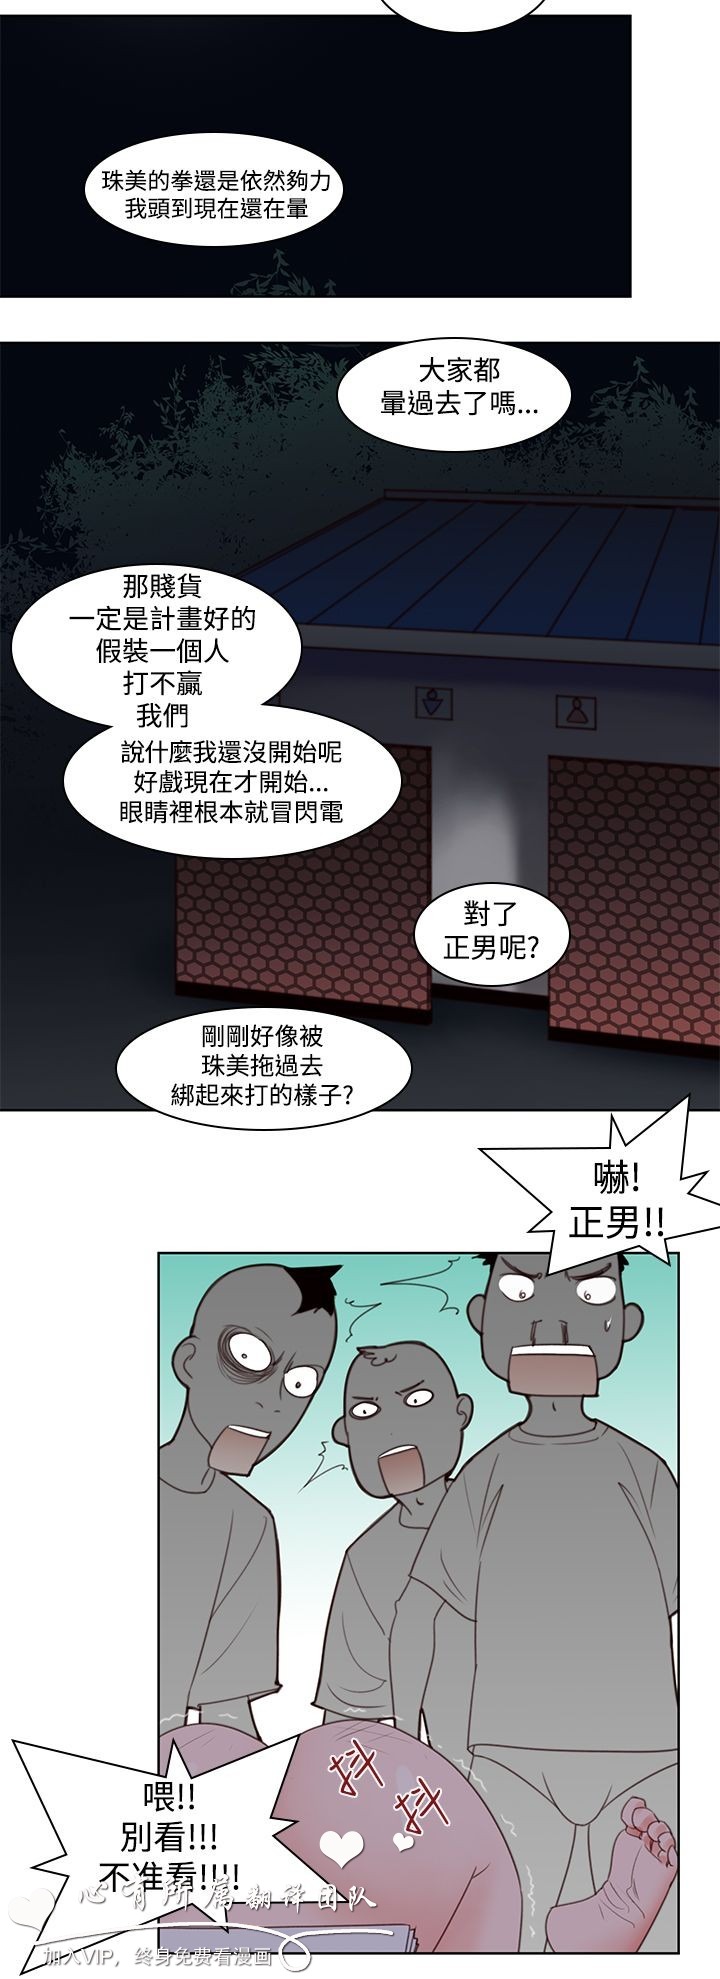 珠美的拳還是依然夠力
我頭到現在還在暈
大家都
暈過去了嗎...
那賤貨
一定是計畫好的
假裝一個人
打不贏
我們
說什麼我還沒開始呢
好戲現在才開始...
眼睛裡根本就冒閃電
對了
正男呢?
剛剛好像被
珠美拖過去
綁起來打的樣子?
嚇!
正男!!
抖
抖
喂!!
別看!!!
不准看!!!!
心有所属翻译团队
加入VIP，终身免费看漫画